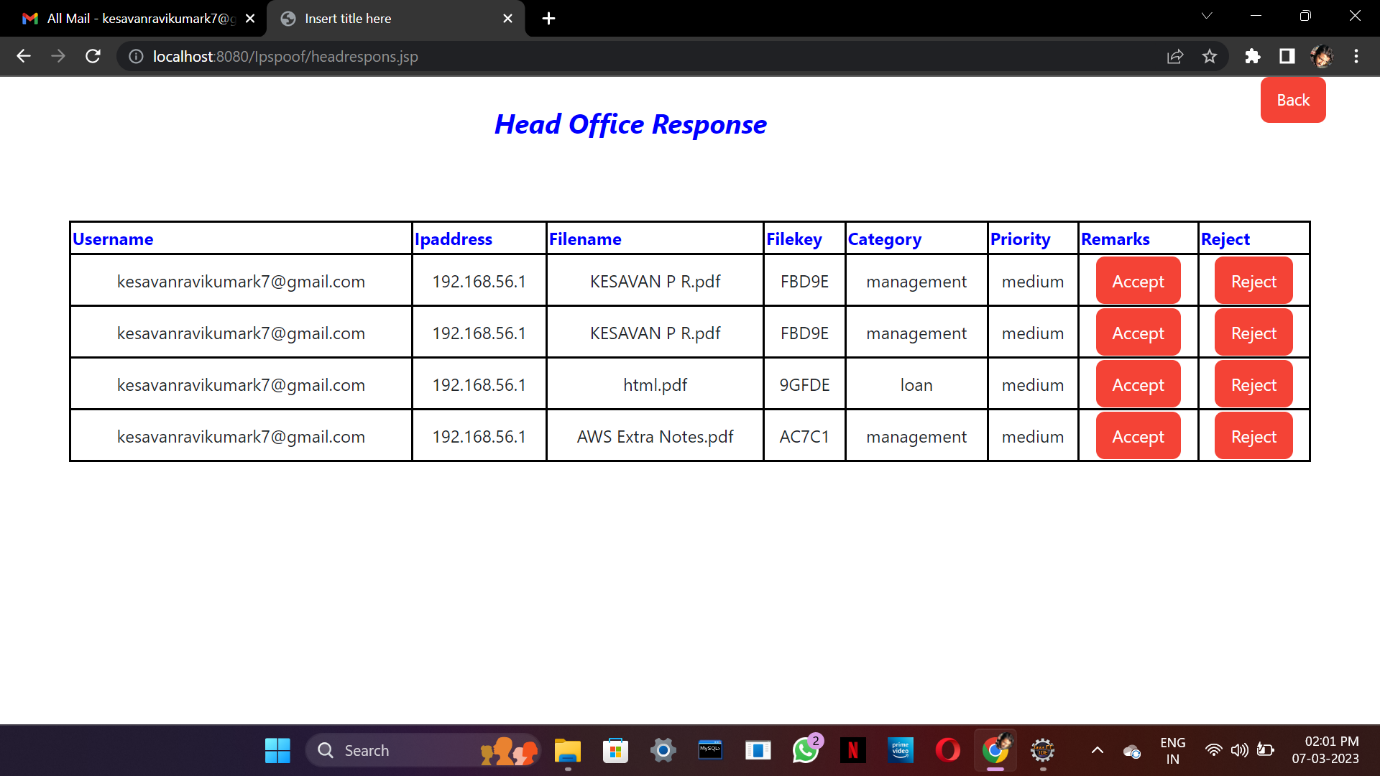 All Mail - kesavanravikumark7@g
Insert title here
localhost:8080/Ipspoof/headrespons.jsp
Back
Head Office Response
Username Ipaddress Filename Filekey Category Priority Remarks Reject
kesavanravikumark7@gmail.com 192.168.56.1 KESAVAN P R.pdf FBD9E management medium Accept Reject
kesavanravikumark7@gmail.com 192.168.56.1 KESAVAN P R.pdf FBD9E management medium Accept Reject
kesavanravikumark7@gmail.com 192.168.56.1 html.pdf 9GFDE loan medium Accept Reject
kesavanravikumark7@gmail.com 192.168.56.1 AWS Extra Notes.pdf AC7C1 management medium Accept Reject
Search
MySQL
prime video
2
N
ENG
IN
02:01 PM
07-03-2023